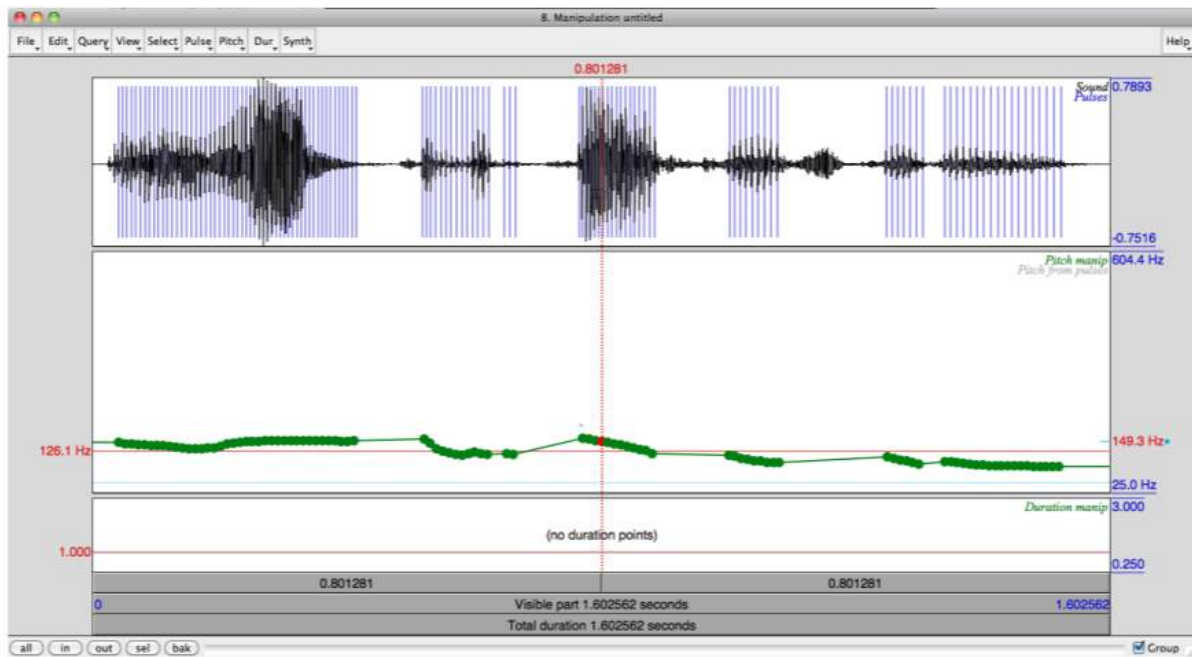 8. Manipulation untitled
File Edit Query View Select Pulse Pitch Dur Synth Help
0.801281
Sound 0.7893
Pulses
-0.7516
Pitch manip 604.4 Hz
Pitch from pulses
126.1 Hz 149.3 Hz
25.0 Hz
Duration manip 3.000
(no duration points)
1.000
0.250
0.801281 0.801281
0 Visible part 1.602562 seconds 1.602562
Total duration 1.602562 seconds
all in out sel bak Group